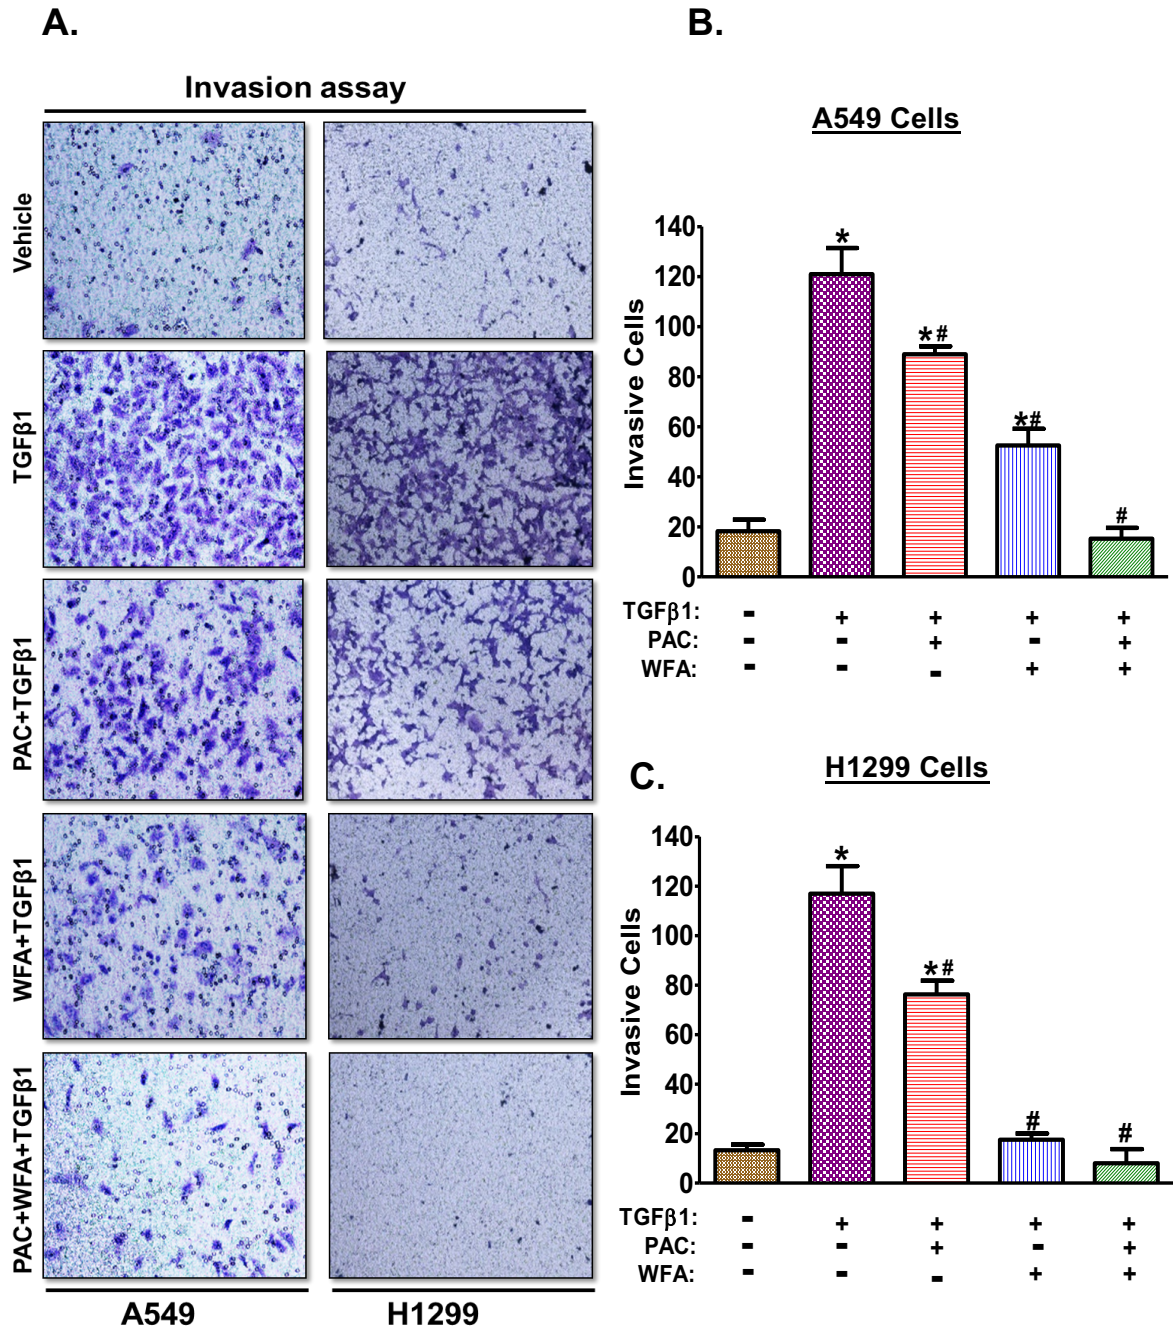 A.
Invasion assay
Vehicle
TGFβ1
PAC+TGFβ1
WFA+TGFβ1
PAC+WFA+TGFβ1
A549 H1299
B.
A549 Cells
Invasive Cells
140
120
100
80
60
40
20
0
*
*#
*#
#
TGFβ1: - + + + +
PAC: - - + - +
WFA: - - - + +
C.
H1299 Cells
Invasive Cells
140
120
100
80
60
40
20
0
*
*#
#
#
TGFβ1: - + + + +
PAC: - - + - +
WFA: - - - + +